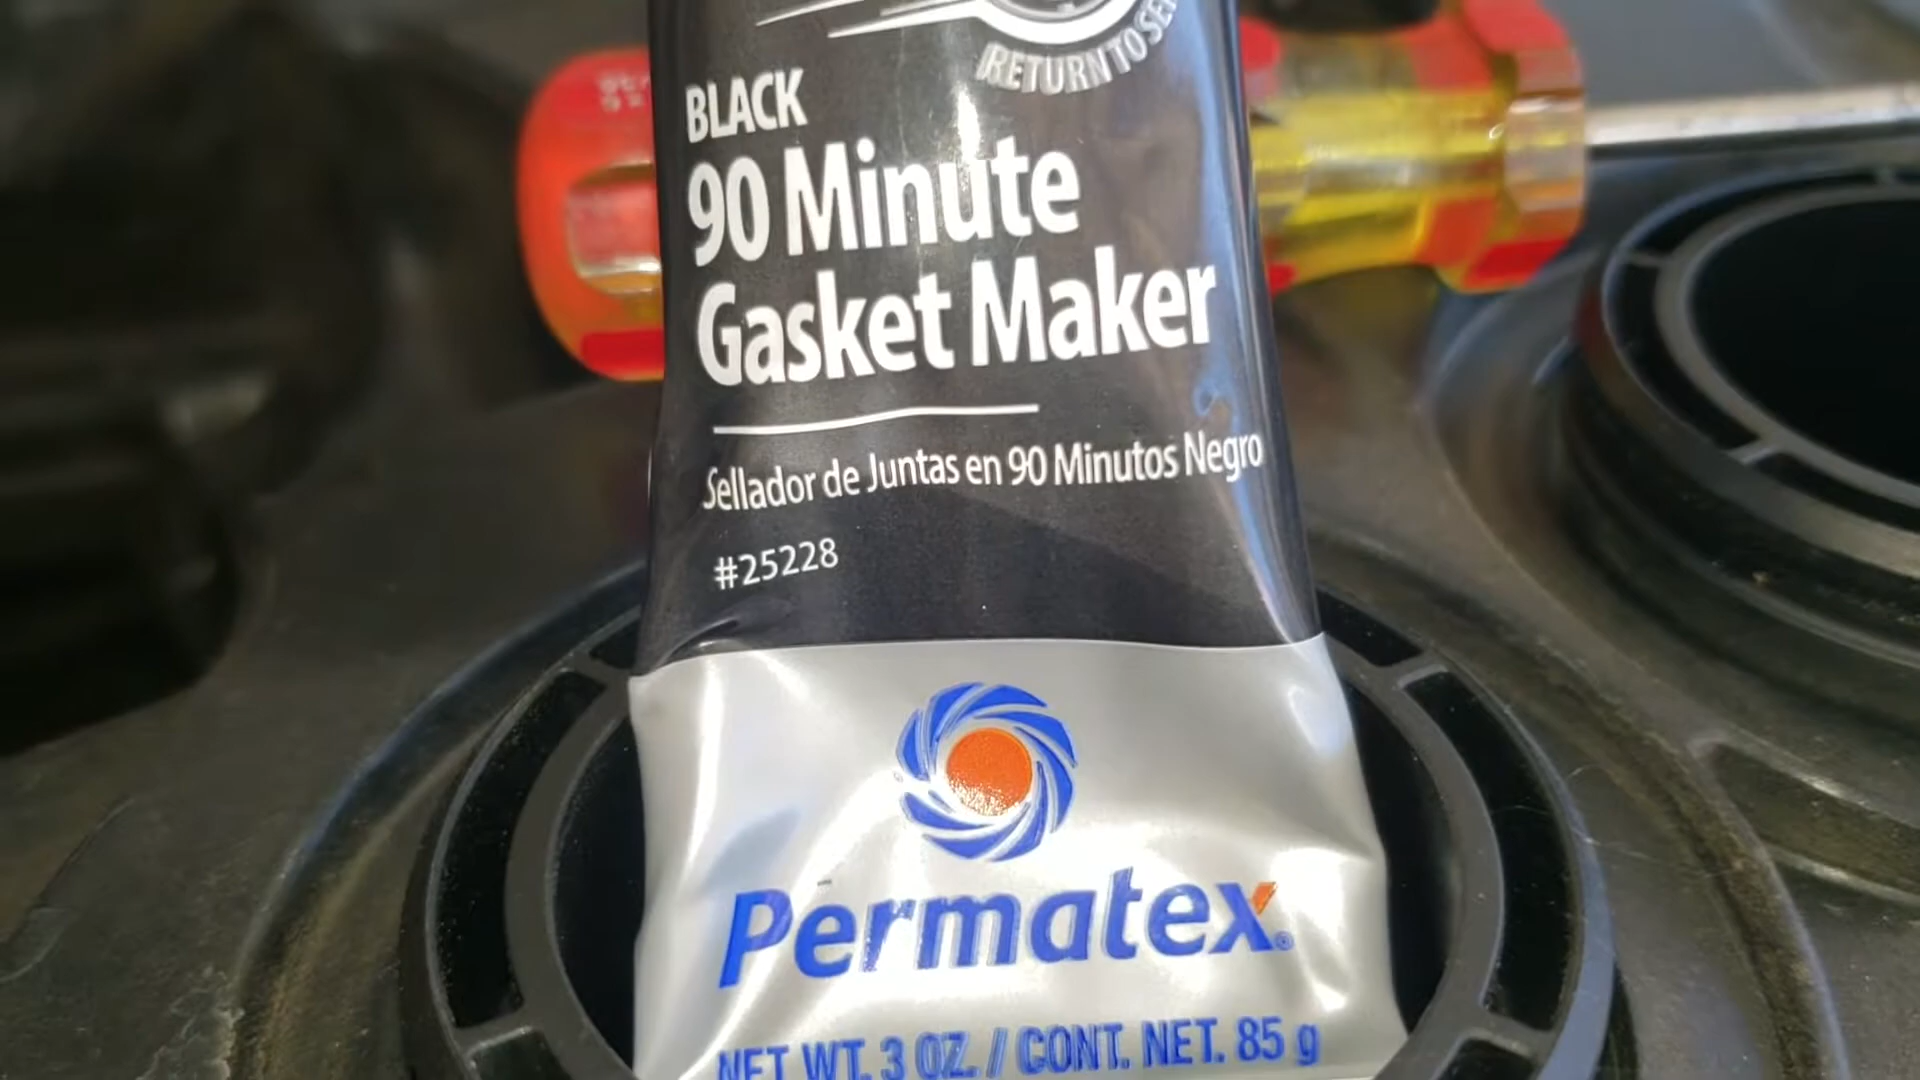 RETURN TO
BLACK
90 Minute
Gasket Maker
Sellador de Juntas en 90 Minutos Negro
#25228
Permatex®
NET WT. 3 OZ. / CONT. NET. 85 g